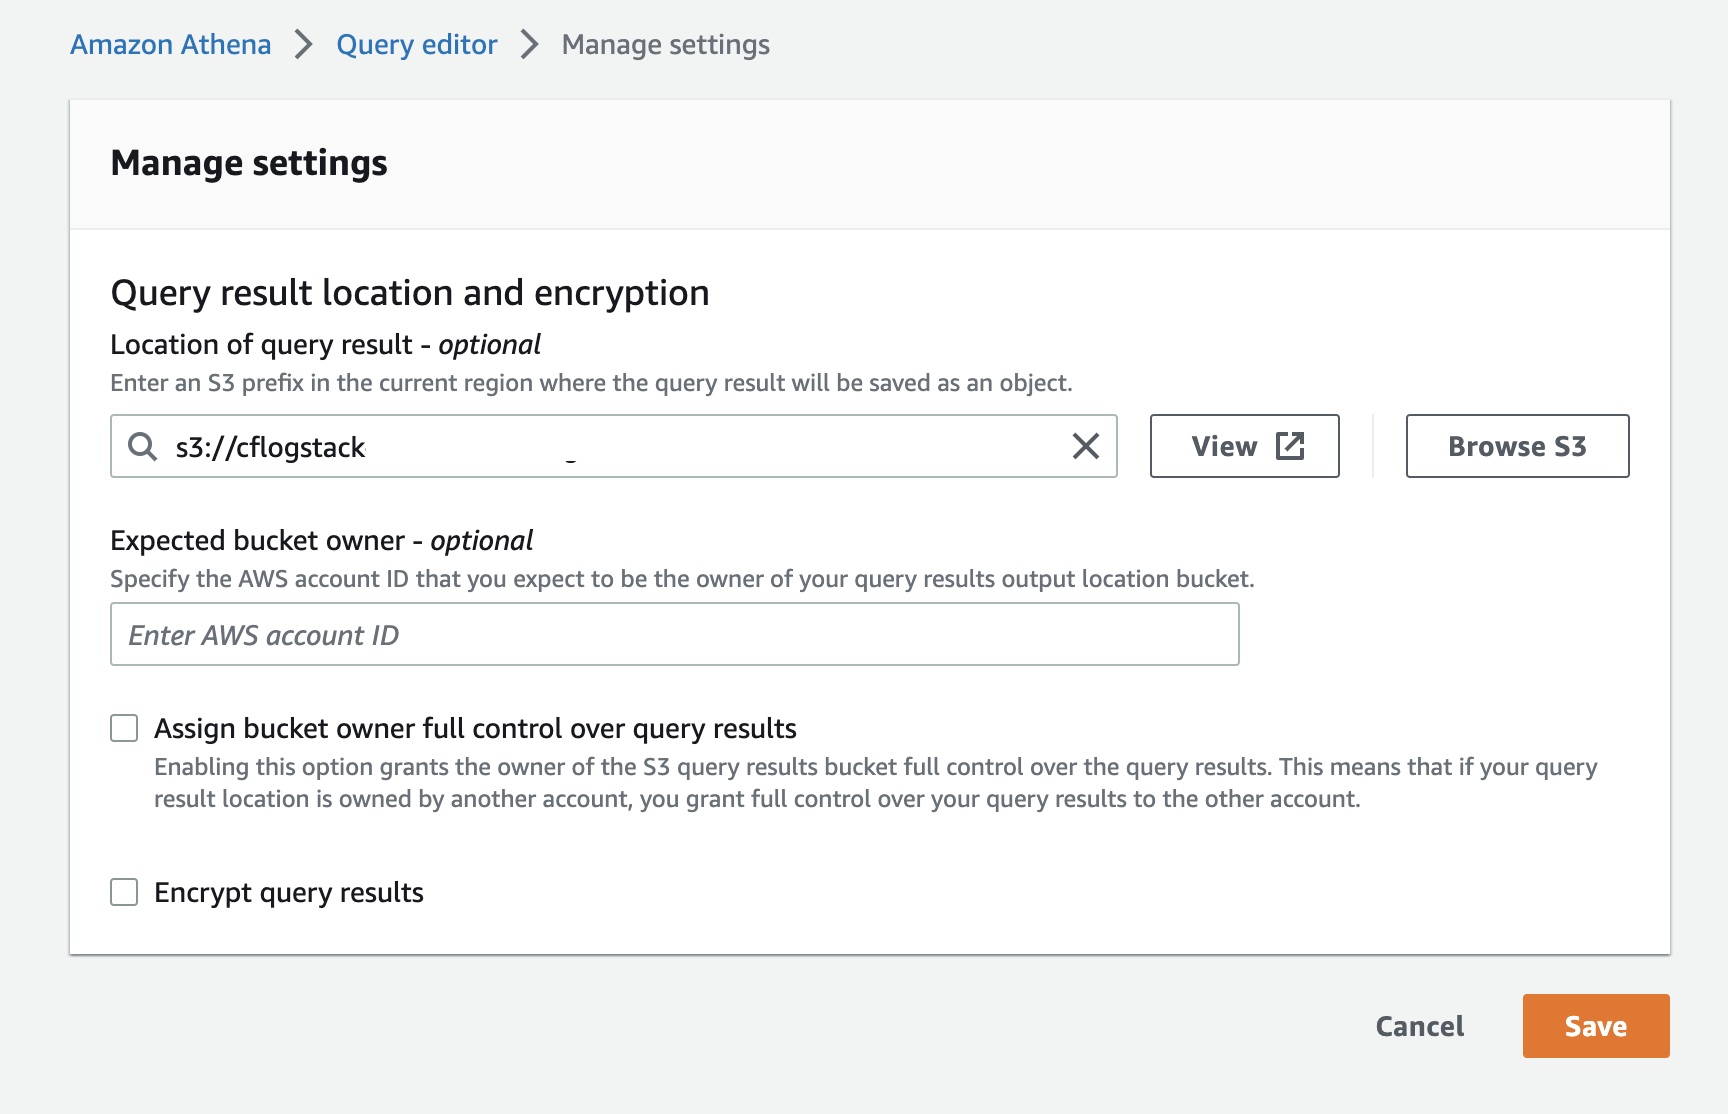 Amazon Athena > Query editor > Manage settings
Manage settings
Query result location and encryption
Location of query result - optional
Enter an S3 prefix in the current region where the query result will be saved as an object.
s3://cflogstack
View
Browse S3
Expected bucket owner - optional
Specify the AWS account ID that you expect to be the owner of your query results output location bucket.
Enter AWS account ID
Assign bucket owner full control over query results
Enabling this option grants the owner of the S3 query results bucket full control over the query results. This means that if your query
result location is owned by another account, you grant full control over your query results to the other account.
Encrypt query results
Cancel
Save